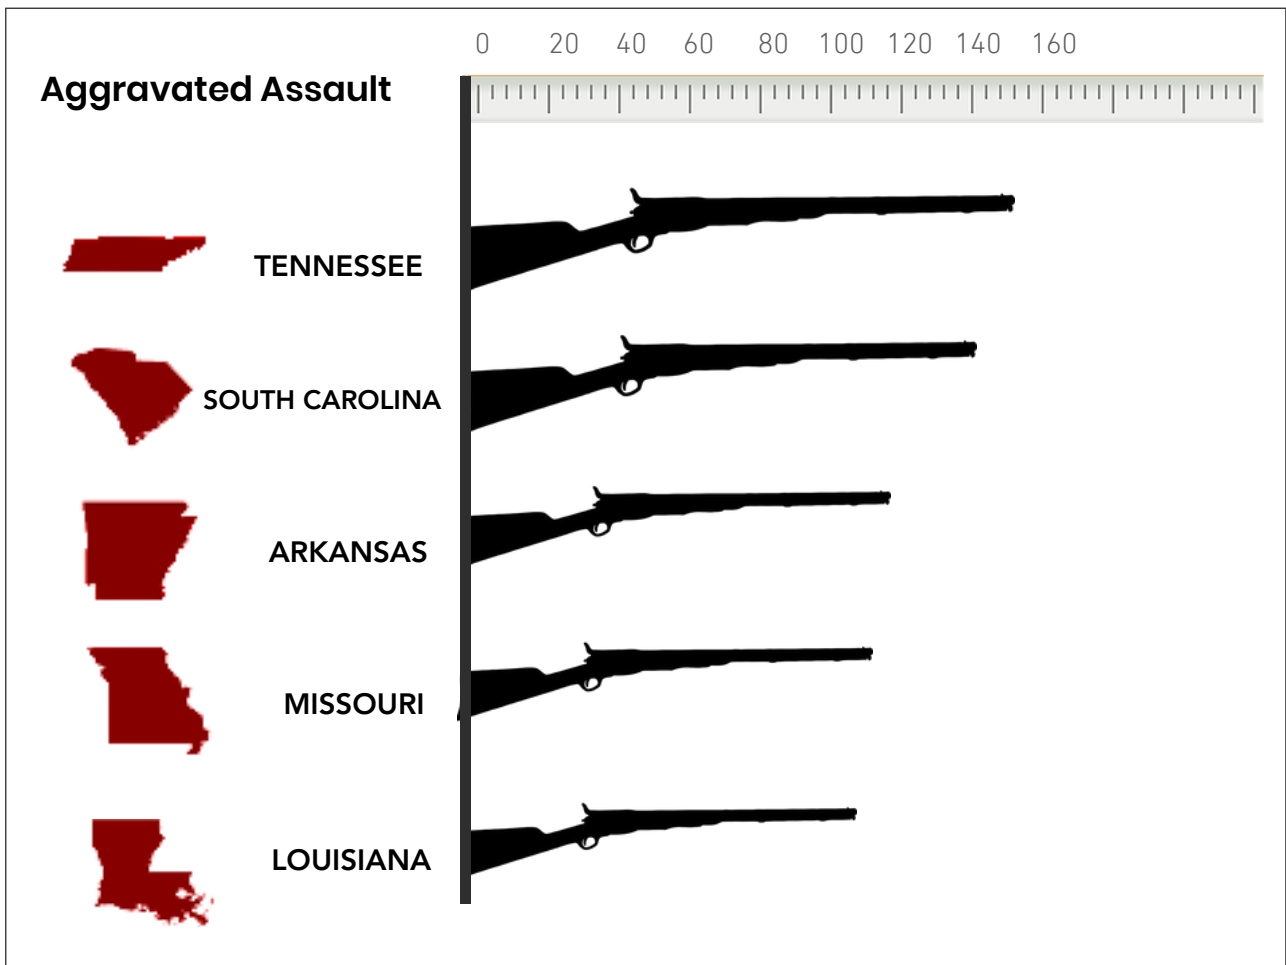 0 20 40 60 80 100 120 140 160
Aggravated Assault
TENNESSEE
SOUTH CAROLINA
ARKANSAS
MISSOURI
LOUISIANA